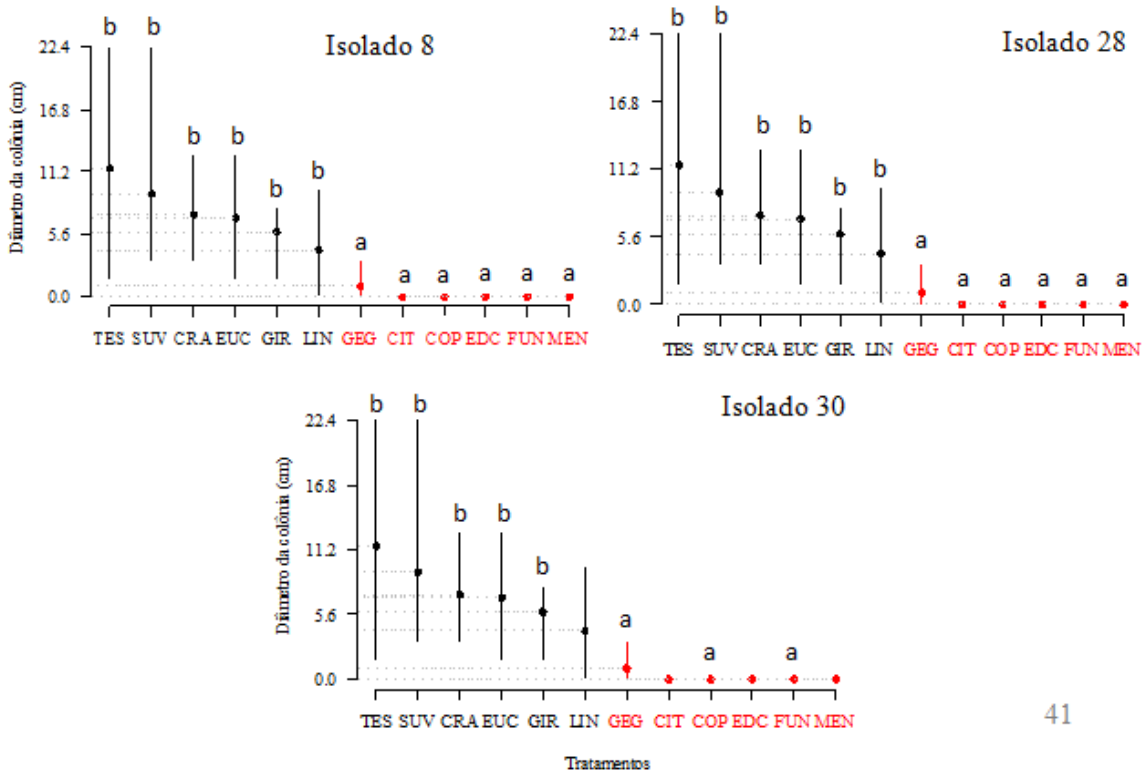 Isolado 8
b b b b b b a a a a a a
Diâmetro da colônia (cm)
22.4
16.8
11.2
5.6
0.0
TES SUV CRA EUC GIR LIN GEG CIT COP EDC FUN MEN
Isolado 28
b b b b b b a a a a a a
22.4
16.8
11.2
5.6
0.0
TES SUV CRA EUC GIR LIN GEG CIT COP EDC FUN MEN
Isolado 30
b b b b b a a a
Diâmetro da colônia (cm)
22.4
16.8
11.2
5.6
0.0
TES SUV CRA EUC GIR LIN GEG CIT COP EDC FUN MEN
Tratamentos
41